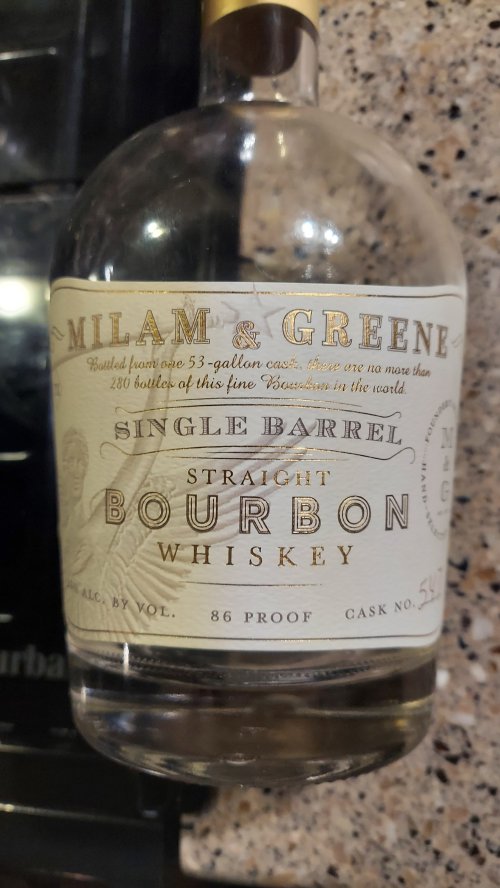 MILAM & GREENE
Bottled from one 53-gallon cask, there are no more than
280 bottles of this fine Bourbon in the world.
SINGLE BARREL
STRAIGHT
BOURBON
WHISKEY
ALC. BY VOL. 86 PROOF CASK NO.